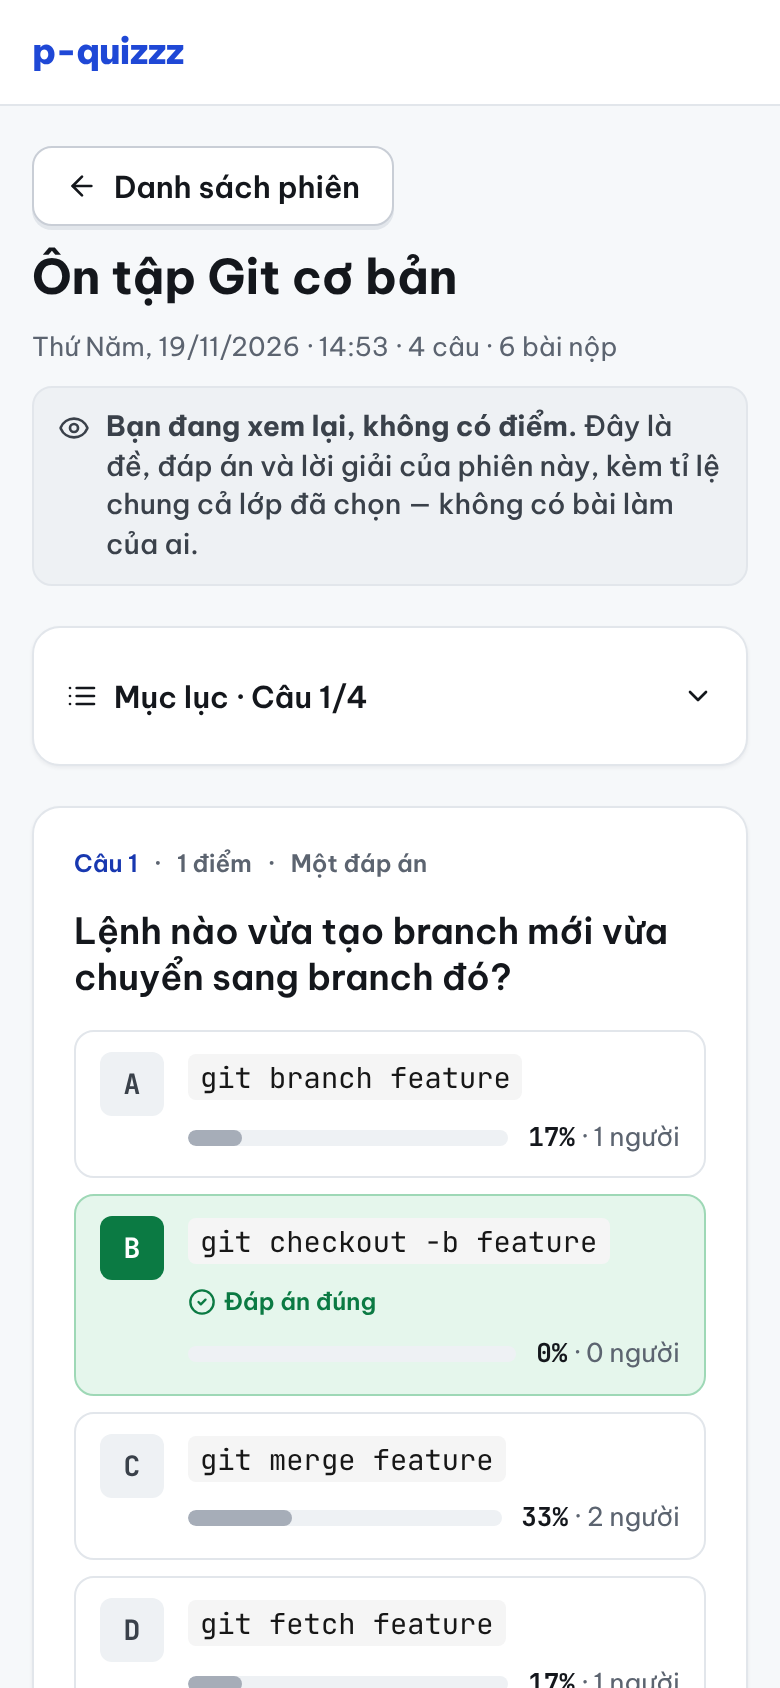 p-quizzz
Danh sách phiên
Ôn tập Git cơ bản
Thứ Năm, 19/11/2026 · 14:53 · 4 câu · 6 bài nộp
Bạn đang xem lại, không có điểm. Đây là
đề, đáp án và lời giải của phiên này, kèm tỉ lệ
chung cả lớp đã chọn — không có bài làm
của ai.
Mục lục · Câu 1/4
Câu 1 · 1 điểm · Một đáp án
Lệnh nào vừa tạo branch mới vừa
chuyển sang branch đó?
A git branch feature
17% · 1 người
B git checkout -b feature
Đáp án đúng
0% · 0 người
C git merge feature
33% · 2 người
D git fetch feature
17% · 1 người